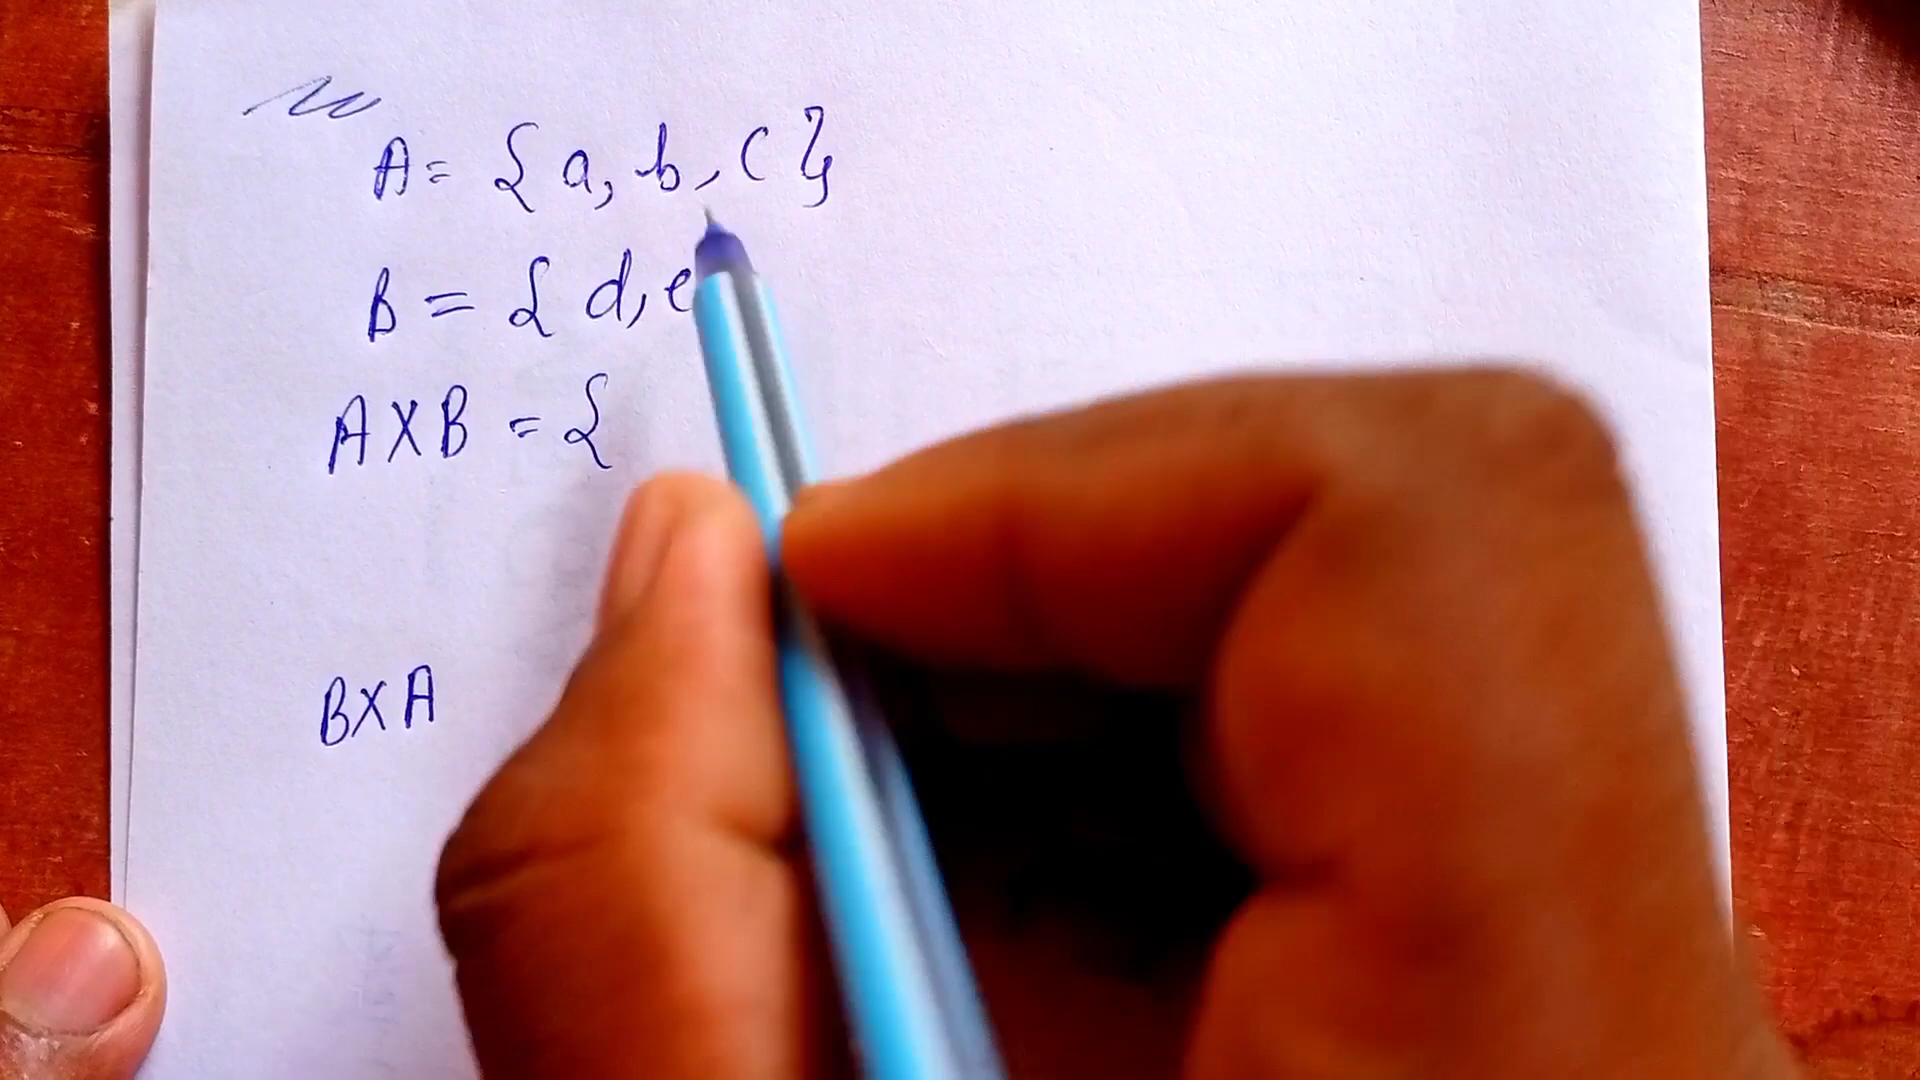 A= { a, b, c }
B = { d, e
A X B = {
B X A